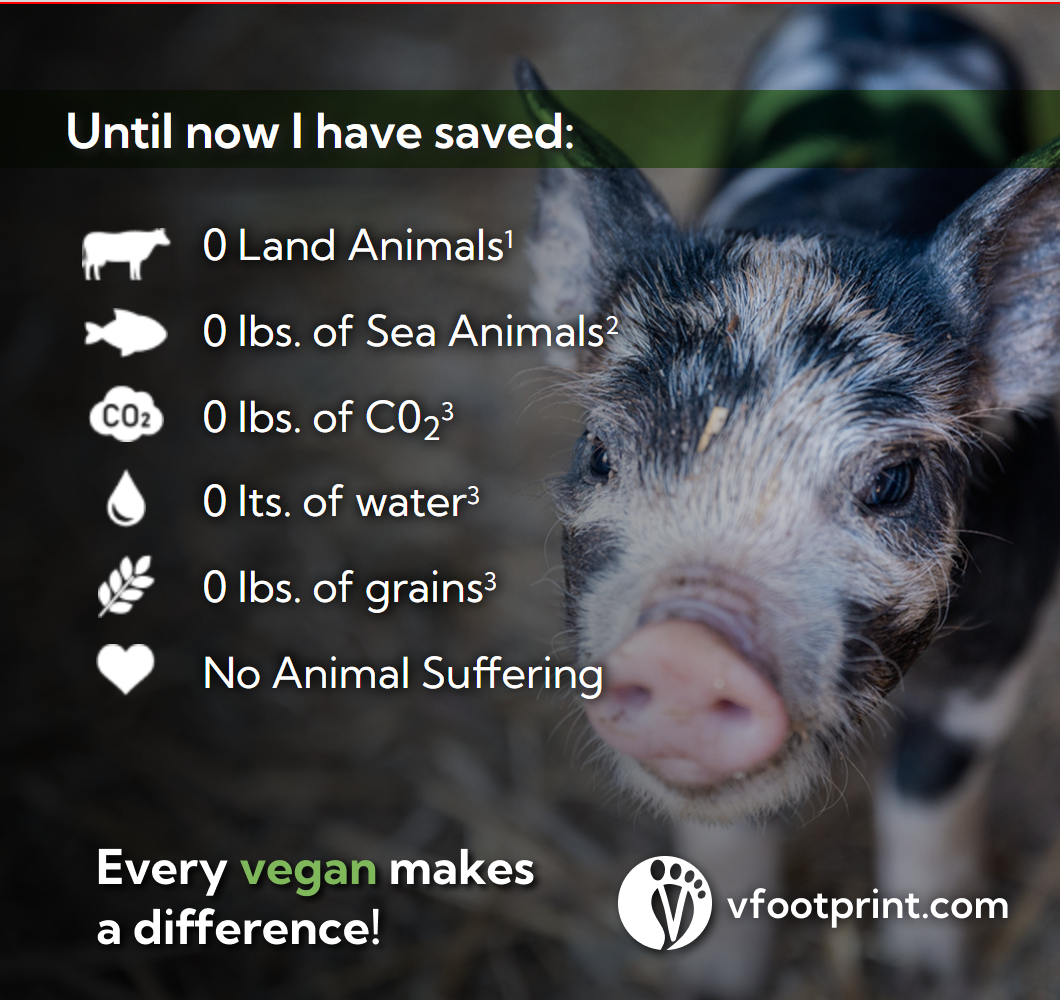 Until now I have saved:
0 Land Animals¹
0 lbs. of Sea Animals²
CO₂
0 lbs. of C0₂³
0 lts. of water³
0 lbs. of grains³
No Animal Suffering
Every vegan makes
a difference!
V
vfootprint.com